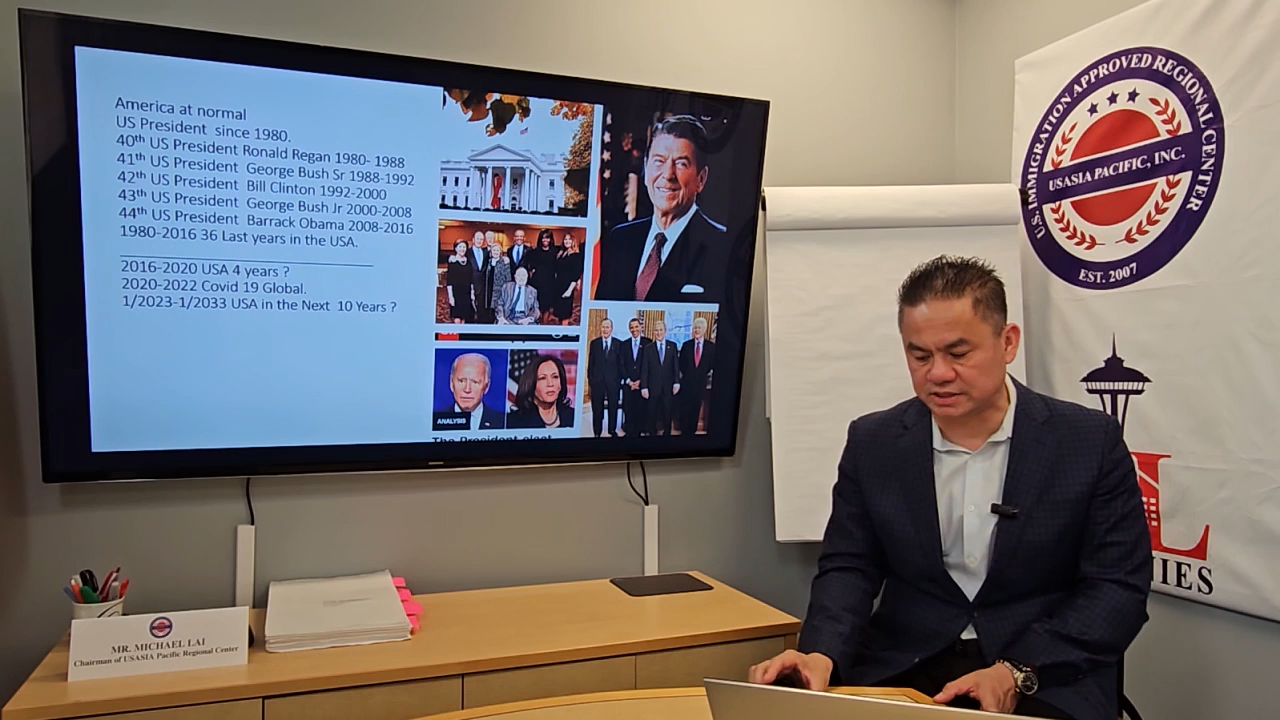 America at normal
US President since 1980.
40th US President Ronald Regan 1980- 1988
41th US President George Bush Sr 1988-1992
42th US President Bill Clinton 1992-2000
43th US President George Bush Jr 2000-2008
44th US President Barrack Obama 2008-2016
1980-2016 36 Last years in the USA.
2016-2020 USA 4 years ?
2020-2022 Covid 19 Global.
1/2023-1/2033 USA in the Next 10 Years ?
ANALYSIS
The President elect
U.S. IMMIGRATION APPROVED REGIONAL CENTER
USASIA PACIFIC, INC.
EST. 2007
L
NIES
MR. MICHAEL LAI
Chairman of USASIA Pacific Regional Center